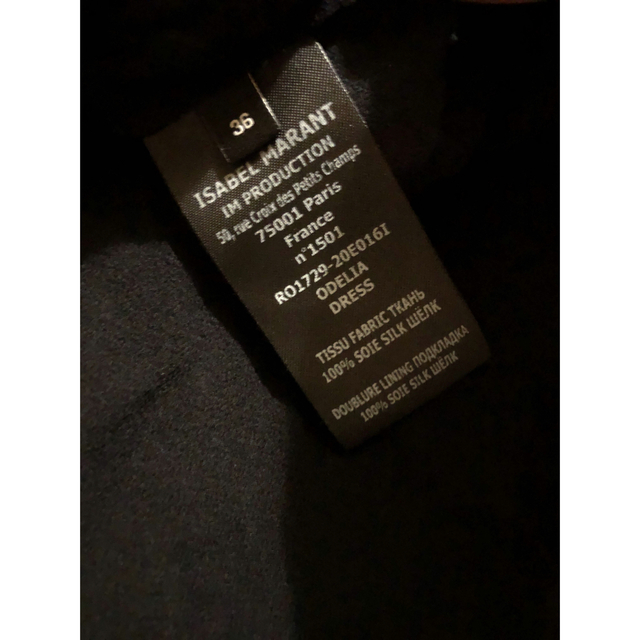 36
ISABEL MARANT
IM PRODUCTION
50, rue Croix des Petits Champs
75001 Paris
France
n°1501
RO1729-20E016I
ODELIA
DRESS
TISSU FABRIC ТКАНЬ
100% SOIE SILK ШЁЛК
DOUBLURE LINING ПОДКЛАДКА
100% SOIE SILK ШЁЛК